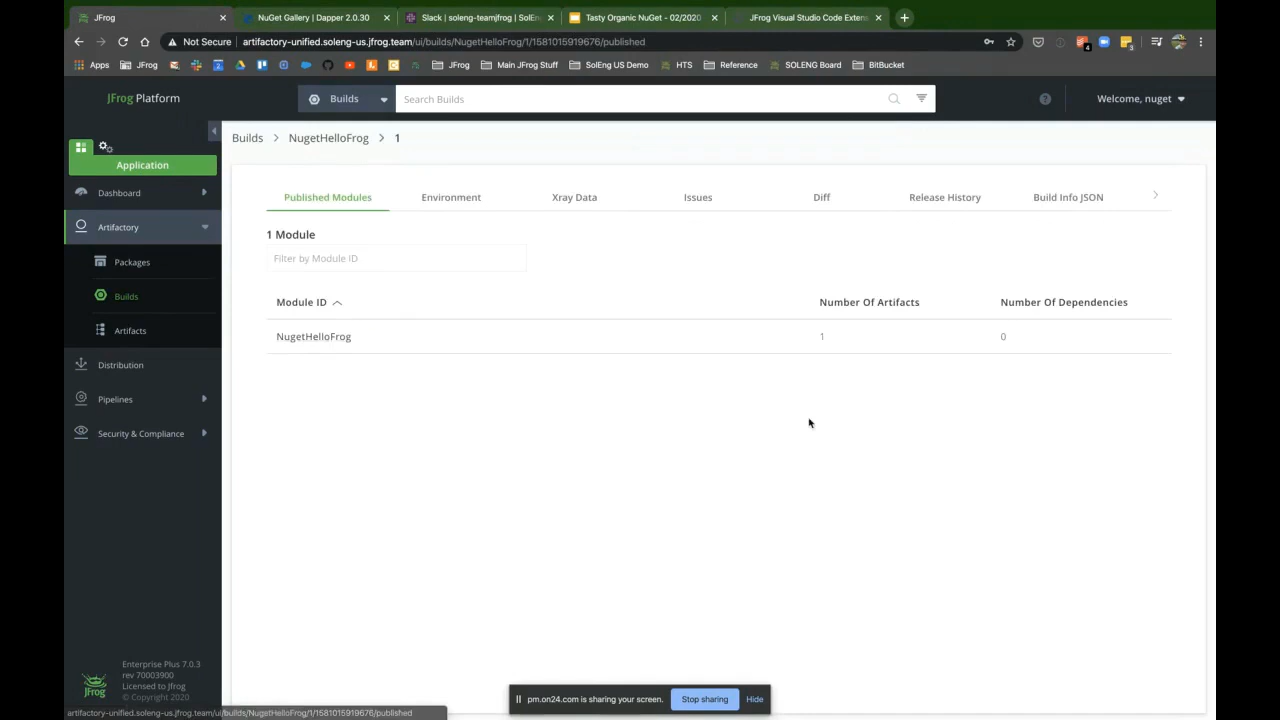 JFrog
NuGet Gallery | Dapper 2.0.30
Slack | soleng-team|jfrog | SolEn
Tasty Organic NuGet - 02/2020
JFrog Visual Studio Code Exten
Not Secure | artifactory-unified.soleng-us.jfrog.team/ui/builds/NugetHelloFrog/1/1581015919676/published
Apps
JFrog
Main JFrog Stuff
SolEng US Demo
HTS
Reference
SOLENG Board
BitBucket
JFrog Platform
Builds
Search Builds
Welcome, nuget
Builds > NugetHelloFrog > 1
Application
Dashboard
Artifactory
Packages
Builds
Artifacts
Distribution
Pipelines
Security & Compliance
Published Modules
Environment
Xray Data
Issues
Diff
Release History
Build Info JSON
1 Module
Filter by Module ID
Module ID
Number Of Artifacts
Number Of Dependencies
NugetHelloFrog
1
0
Enterprise Plus 7.0.3
rev 70003900
Licensed to Jfrog
© Copyright 2020
JFrog
pm.on24.com is sharing your screen.
Stop sharing
Hide
artifactory-unified.soleng-us.jfrog.team/ui/builds/NugetHelloFrog/1/1581015919676/published